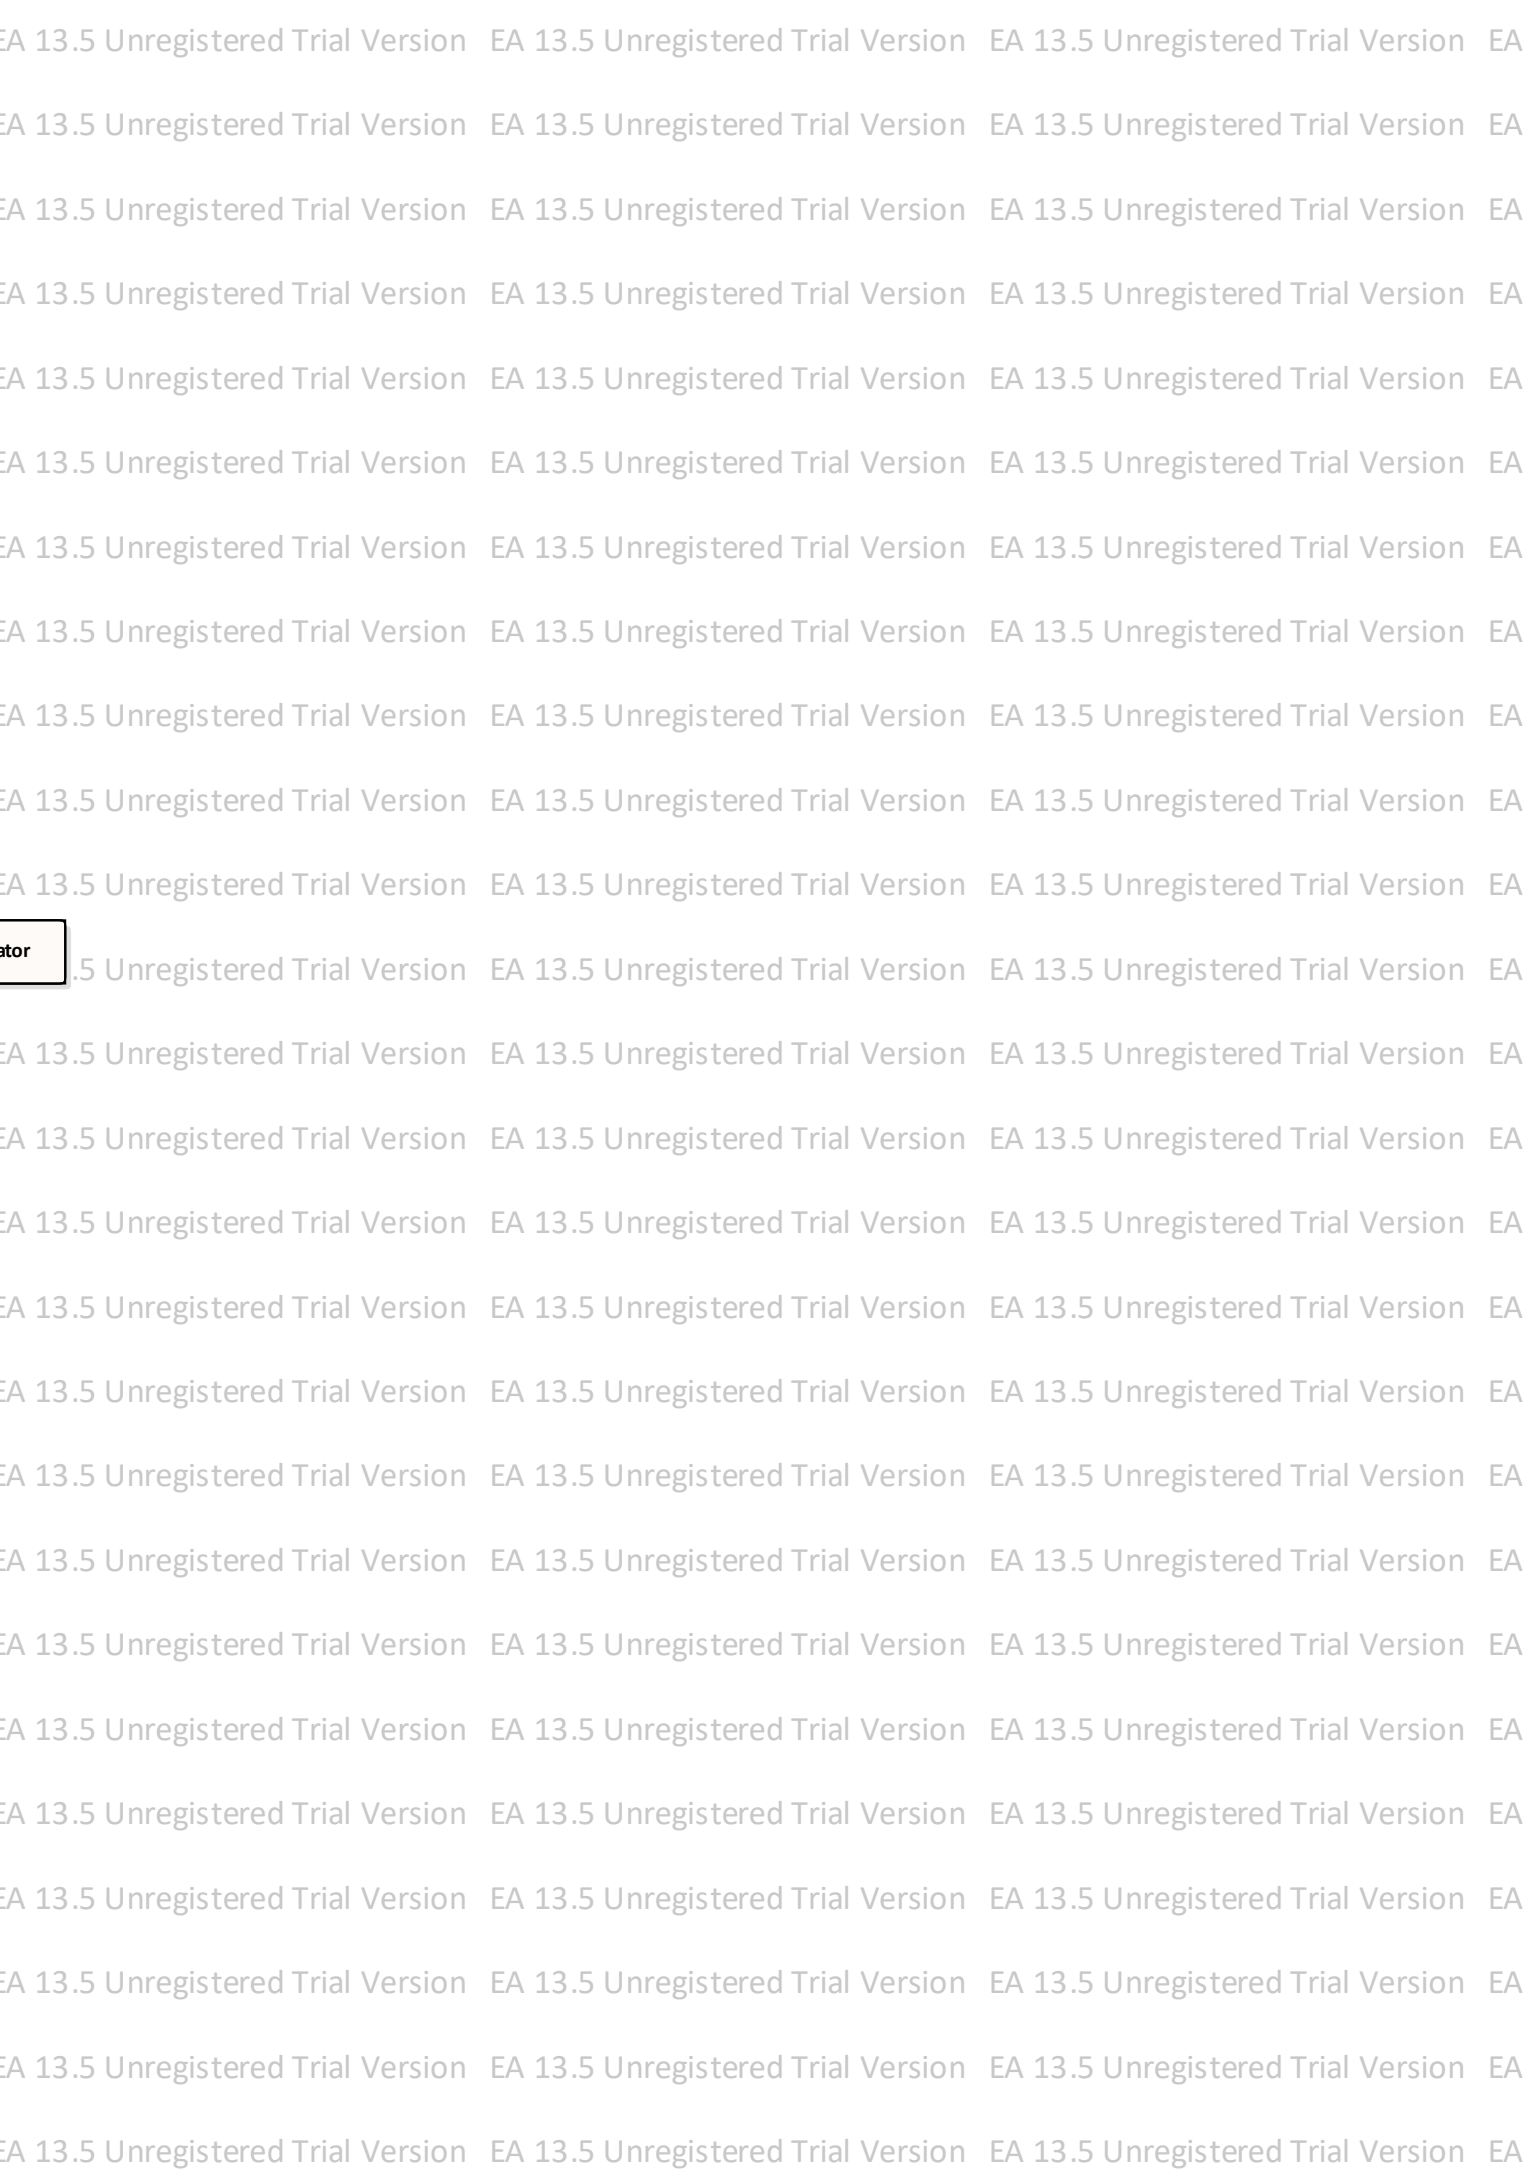 EA 13.5 Unregistered Trial Version EA 13.5 Unregistered Trial Version EA 13.5 Unregistered Trial Version EA
EA 13.5 Unregistered Trial Version EA 13.5 Unregistered Trial Version EA 13.5 Unregistered Trial Version EA
EA 13.5 Unregistered Trial Version EA 13.5 Unregistered Trial Version EA 13.5 Unregistered Trial Version EA
EA 13.5 Unregistered Trial Version EA 13.5 Unregistered Trial Version EA 13.5 Unregistered Trial Version EA
EA 13.5 Unregistered Trial Version EA 13.5 Unregistered Trial Version EA 13.5 Unregistered Trial Version EA
EA 13.5 Unregistered Trial Version EA 13.5 Unregistered Trial Version EA 13.5 Unregistered Trial Version EA
EA 13.5 Unregistered Trial Version EA 13.5 Unregistered Trial Version EA 13.5 Unregistered Trial Version EA
EA 13.5 Unregistered Trial Version EA 13.5 Unregistered Trial Version EA 13.5 Unregistered Trial Version EA
EA 13.5 Unregistered Trial Version EA 13.5 Unregistered Trial Version EA 13.5 Unregistered Trial Version EA
EA 13.5 Unregistered Trial Version EA 13.5 Unregistered Trial Version EA 13.5 Unregistered Trial Version EA
EA 13.5 Unregistered Trial Version EA 13.5 Unregistered Trial Version EA 13.5 Unregistered Trial Version EA
ator
.5 Unregistered Trial Version EA 13.5 Unregistered Trial Version EA 13.5 Unregistered Trial Version EA
EA 13.5 Unregistered Trial Version EA 13.5 Unregistered Trial Version EA 13.5 Unregistered Trial Version EA
EA 13.5 Unregistered Trial Version EA 13.5 Unregistered Trial Version EA 13.5 Unregistered Trial Version EA
EA 13.5 Unregistered Trial Version EA 13.5 Unregistered Trial Version EA 13.5 Unregistered Trial Version EA
EA 13.5 Unregistered Trial Version EA 13.5 Unregistered Trial Version EA 13.5 Unregistered Trial Version EA
EA 13.5 Unregistered Trial Version EA 13.5 Unregistered Trial Version EA 13.5 Unregistered Trial Version EA
EA 13.5 Unregistered Trial Version EA 13.5 Unregistered Trial Version EA 13.5 Unregistered Trial Version EA
EA 13.5 Unregistered Trial Version EA 13.5 Unregistered Trial Version EA 13.5 Unregistered Trial Version EA
EA 13.5 Unregistered Trial Version EA 13.5 Unregistered Trial Version EA 13.5 Unregistered Trial Version EA
EA 13.5 Unregistered Trial Version EA 13.5 Unregistered Trial Version EA 13.5 Unregistered Trial Version EA
EA 13.5 Unregistered Trial Version EA 13.5 Unregistered Trial Version EA 13.5 Unregistered Trial Version EA
EA 13.5 Unregistered Trial Version EA 13.5 Unregistered Trial Version EA 13.5 Unregistered Trial Version EA
EA 13.5 Unregistered Trial Version EA 13.5 Unregistered Trial Version EA 13.5 Unregistered Trial Version EA
EA 13.5 Unregistered Trial Version EA 13.5 Unregistered Trial Version EA 13.5 Unregistered Trial Version EA
EA 13.5 Unregistered Trial Version EA 13.5 Unregistered Trial Version EA 13.5 Unregistered Trial Version EA